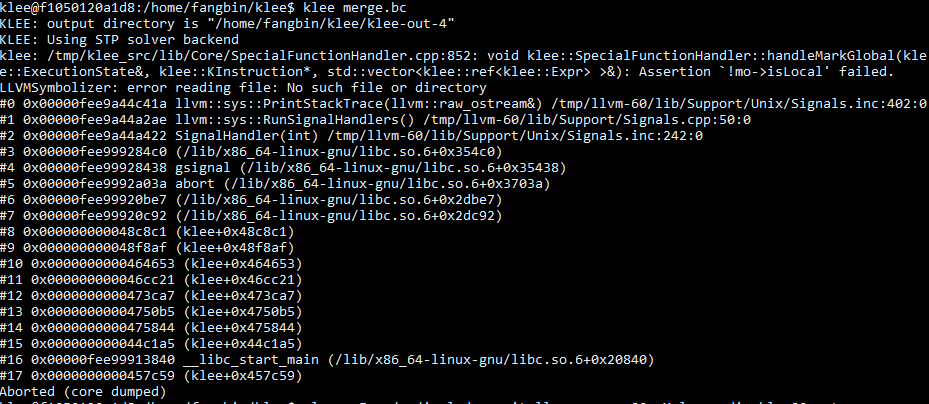 klee@f1050120a1d8:/home/fangbin/klee$ klee merge.bc
KLEE: output directory is "/home/fangbin/klee/klee-out-4"
KLEE: Using STP solver backend
klee: /tmp/klee_src/lib/Core/SpecialFunctionHandler.cpp:852: void klee::SpecialFunctionHandler::handleMarkGlobal(kle
e::ExecutionState&, klee::KInstruction*, std::vector<klee::ref<klee::Expr> >&): Assertion `!mo->isLocal' failed.
LLVMSymbolizer: error reading file: No such file or directory
#0 0x00000fee9a44c41a llvm::sys::PrintStackTrace(llvm::raw_ostream&) /tmp/llvm-60/lib/Support/Unix/Signals.inc:402:0
#1 0x00000fee9a44a2ae llvm::sys::RunSignalHandlers() /tmp/llvm-60/lib/Support/Signals.cpp:50:0
#2 0x00000fee9a44a422 SignalHandler(int) /tmp/llvm-60/lib/Support/Unix/Signals.inc:242:0
#3 0x00000fee999284c0 (/lib/x86_64-linux-gnu/libc.so.6+0x354c0)
#4 0x00000fee99928438 gsignal (/lib/x86_64-linux-gnu/libc.so.6+0x35438)
#5 0x00000fee9992a03a abort (/lib/x86_64-linux-gnu/libc.so.6+0x3703a)
#6 0x00000fee99920be7 (/lib/x86_64-linux-gnu/libc.so.6+0x2dbe7)
#7 0x00000fee99920c92 (/lib/x86_64-linux-gnu/libc.so.6+0x2dc92)
#8 0x000000000048c8c1 (klee+0x48c8c1)
#9 0x000000000048f8af (klee+0x48f8af)
#10 0x0000000000464653 (klee+0x464653)
#11 0x000000000046cc21 (klee+0x46cc21)
#12 0x0000000000473ca7 (klee+0x473ca7)
#13 0x00000000004750b5 (klee+0x4750b5)
#14 0x0000000000475844 (klee+0x475844)
#15 0x000000000044c1a5 (klee+0x44c1a5)
#16 0x00000fee99913840 __libc_start_main (/lib/x86_64-linux-gnu/libc.so.6+0x20840)
#17 0x0000000000457c59 (klee+0x457c59)
Aborted (core dumped)